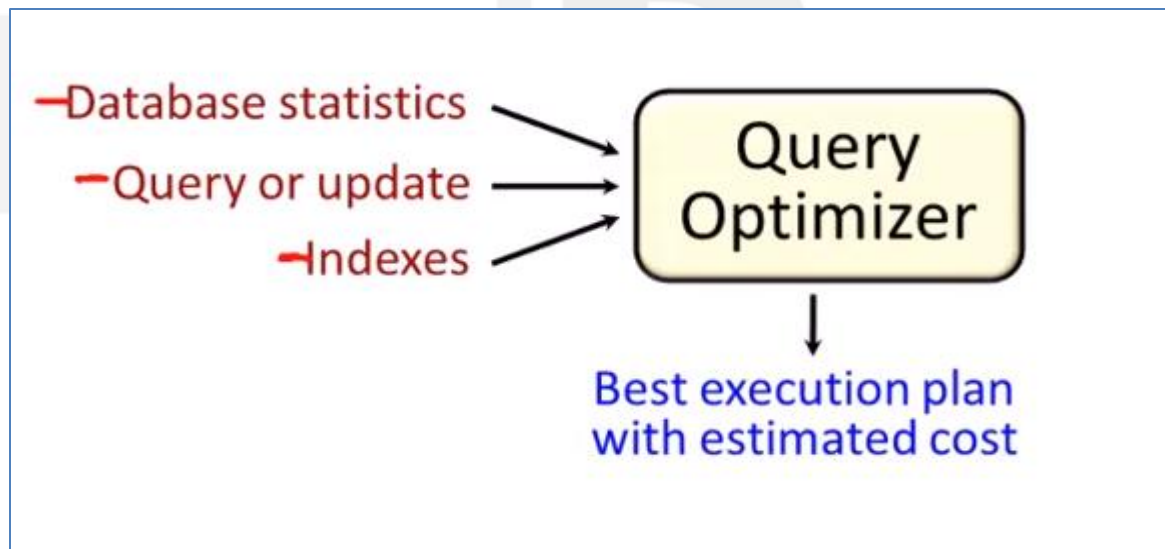 Database statistics
Query or update
Indexes
Query
Optimizer
Best execution plan
with estimated cost